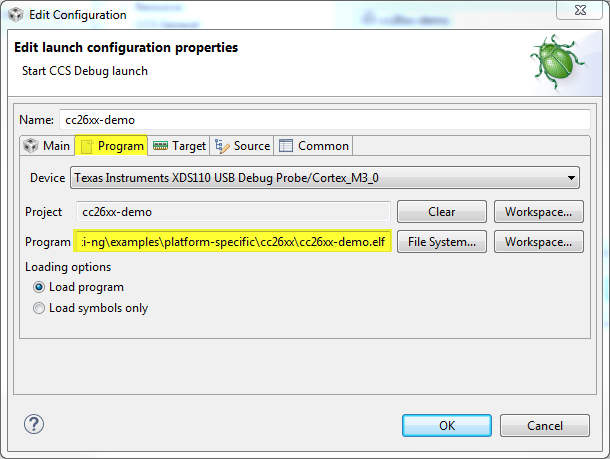 Edit Configuration
Edit launch configuration properties
Start CCS Debug launch
Name: cc26xx-demo
Main Program Target Source Common
Device Texas Instruments XDS110 USB Debug Probe/Cortex_M3_0
Project cc26xx-demo Clear Workspace...
Program :i-ng\examples\platform-specific\cc26xx\cc26xx-demo.elf File System... Workspace...
Loading options
Load program
Load symbols only
? OK Cancel